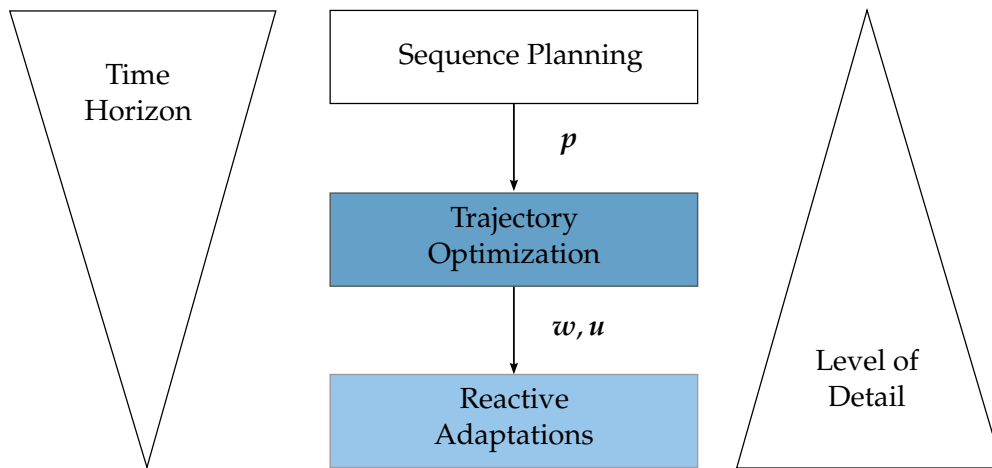 Time
Horizon
Sequence Planning
p
Trajectory
Optimization
w, u
Reactive
Adaptations
Level of
Detail